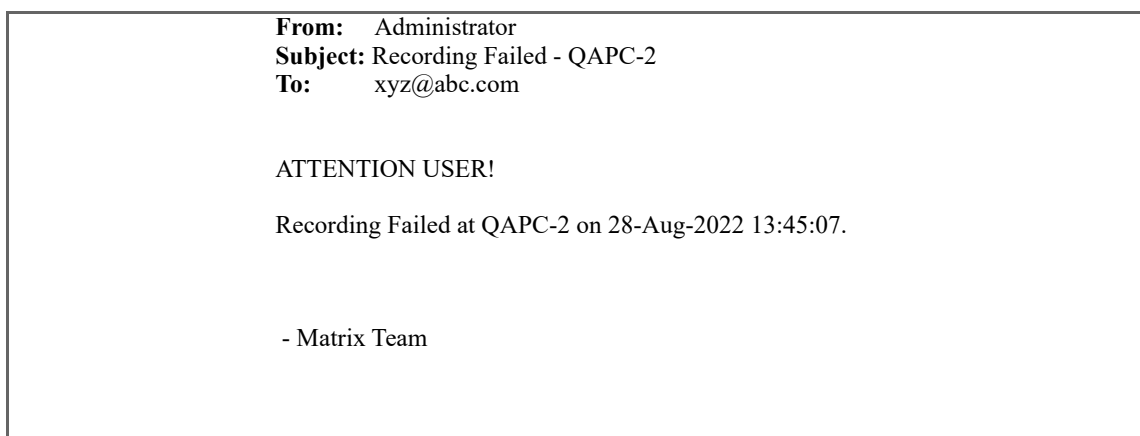 From: Administrator
Subject: Recording Failed - QAPC-2
To: xyz@abc.com
ATTENTION USER!
Recording Failed at QAPC-2 on 28-Aug-2022 13:45:07.
- Matrix Team